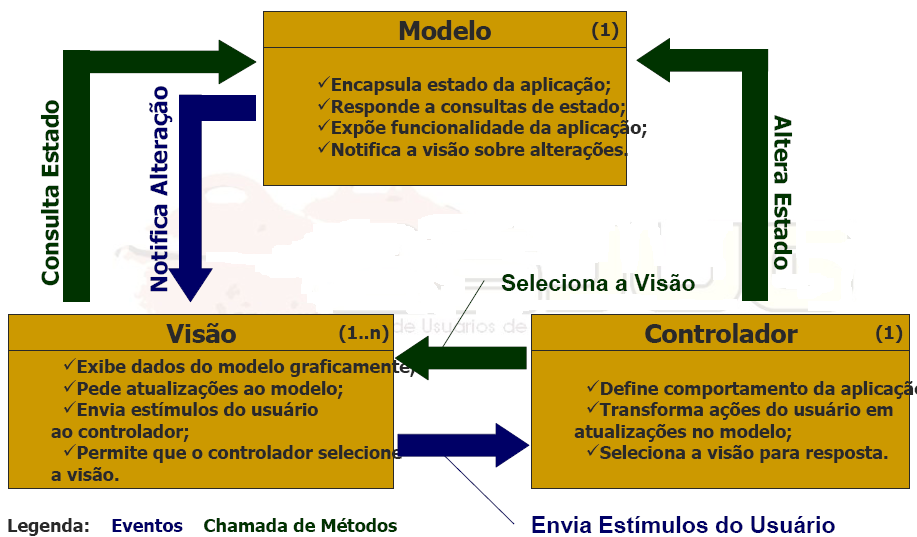 Modelo (1)
✓Encapsula estado da aplicação;
✓Responde a consultas de estado;
✓Expõe funcionalidade da aplicação;
✓Notifica a visão sobre alterações.
Consulta Estado
Notifica Alteração
Altera Estado
Seleciona a Visão
de Usuários de
Visão (1..n)
✓Exibe dados do modelo graficamente;
✓Pede atualizações ao modelo;
✓Envia estímulos do usuário
ao controlador;
✓Permite que o controlador selecione
a visão.
Controlador (1)
✓Define comportamento da aplicação
✓Transforma ações do usuário em
atualizações no modelo;
✓Seleciona a visão para resposta.
Legenda: Eventos Chamada de Métodos
Envia Estímulos do Usuário